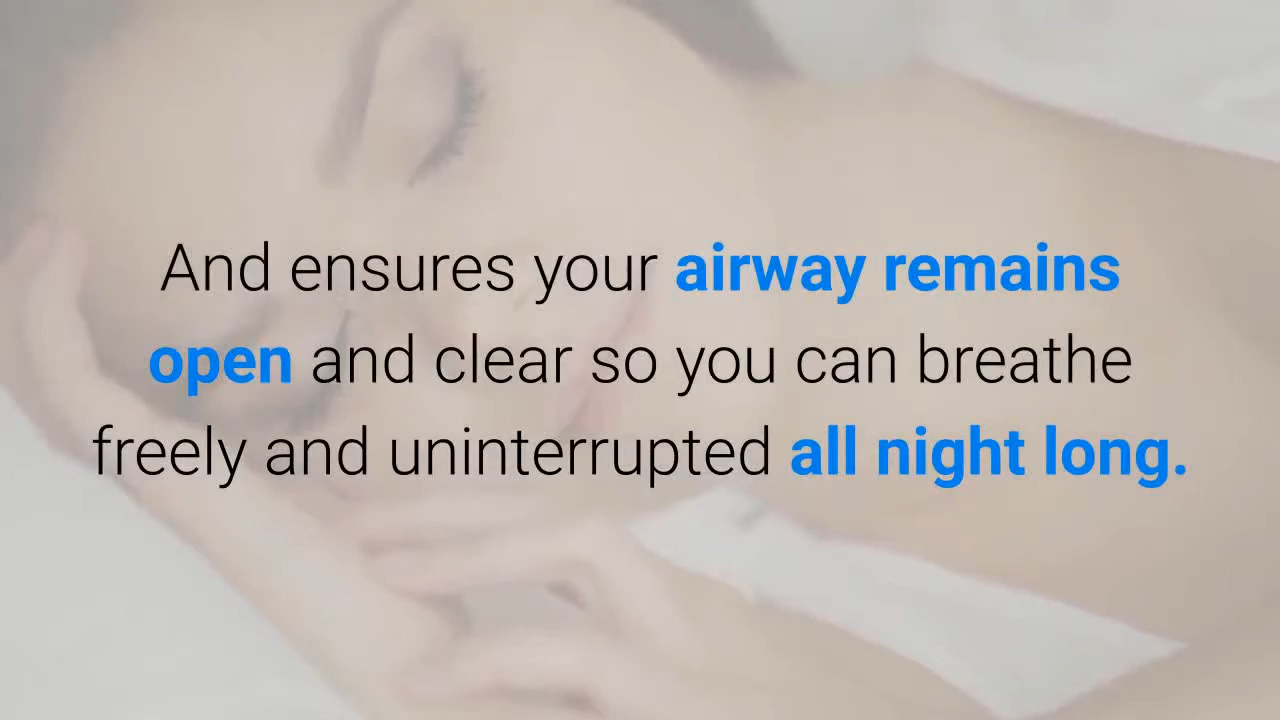 And ensures your airway remains
open and clear so you can breathe
freely and uninterrupted all night long.